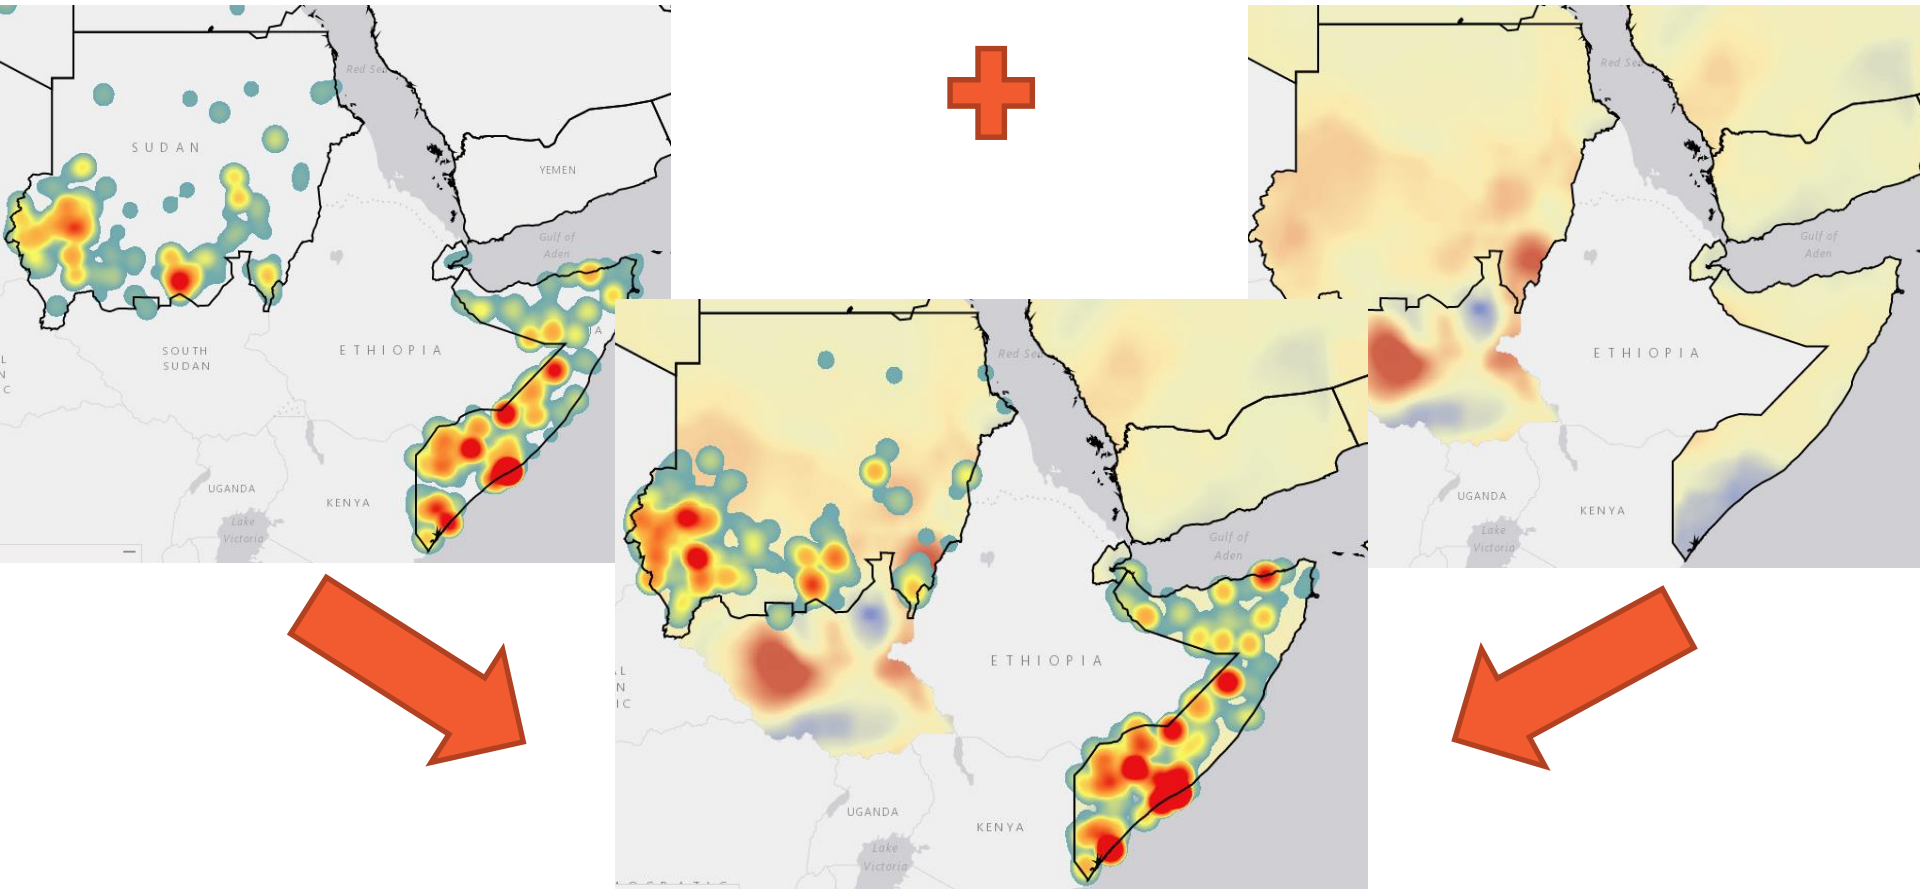 Red Sea
SUDAN
YEMEN
Gulf of
Aden
SOUTH
SUDAN
ETHIOPIA
UGANDA
KENYA
Lake
Victoria
Red Sea
Gulf of
Aden
ETHIOPIA
UGANDA
KENYA
Lake
Victoria
Red Sea
Gulf of
Aden
ETHIOPIA
UGANDA
KENYA
Lake
Victoria